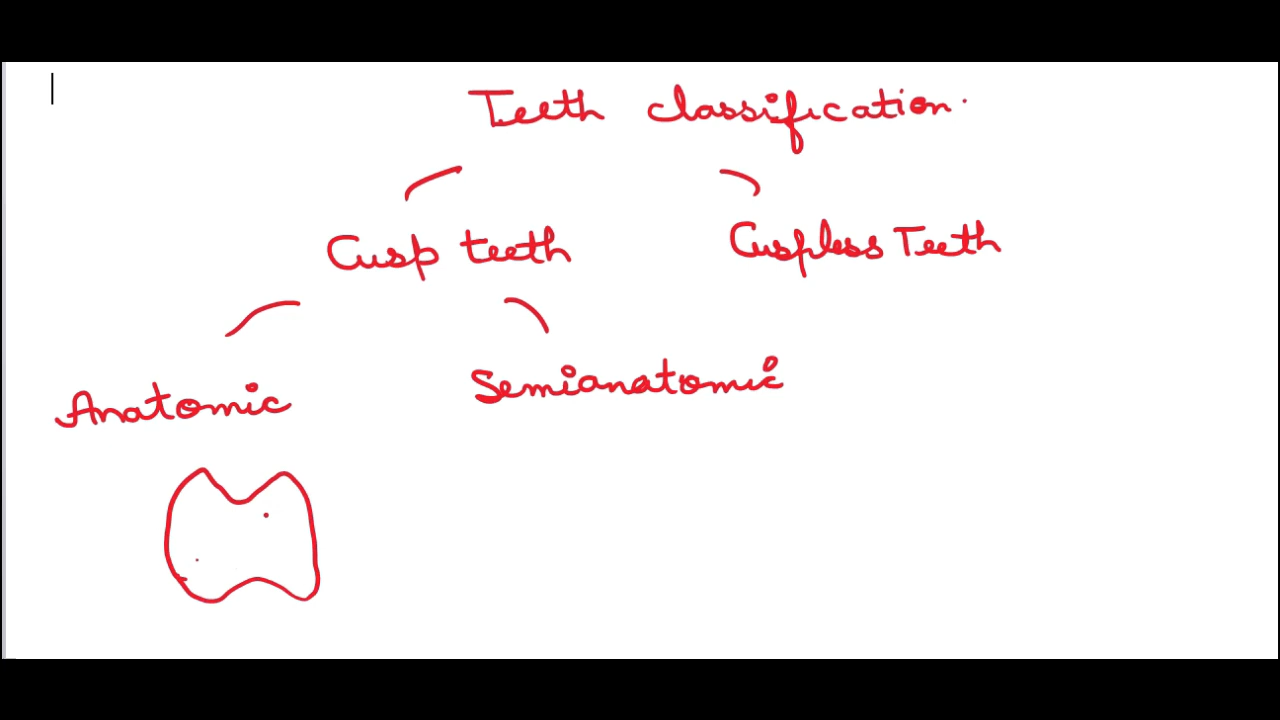 Teeth classification.
Cusp teeth Cuspless Teeth
Anatomic Semianatomic